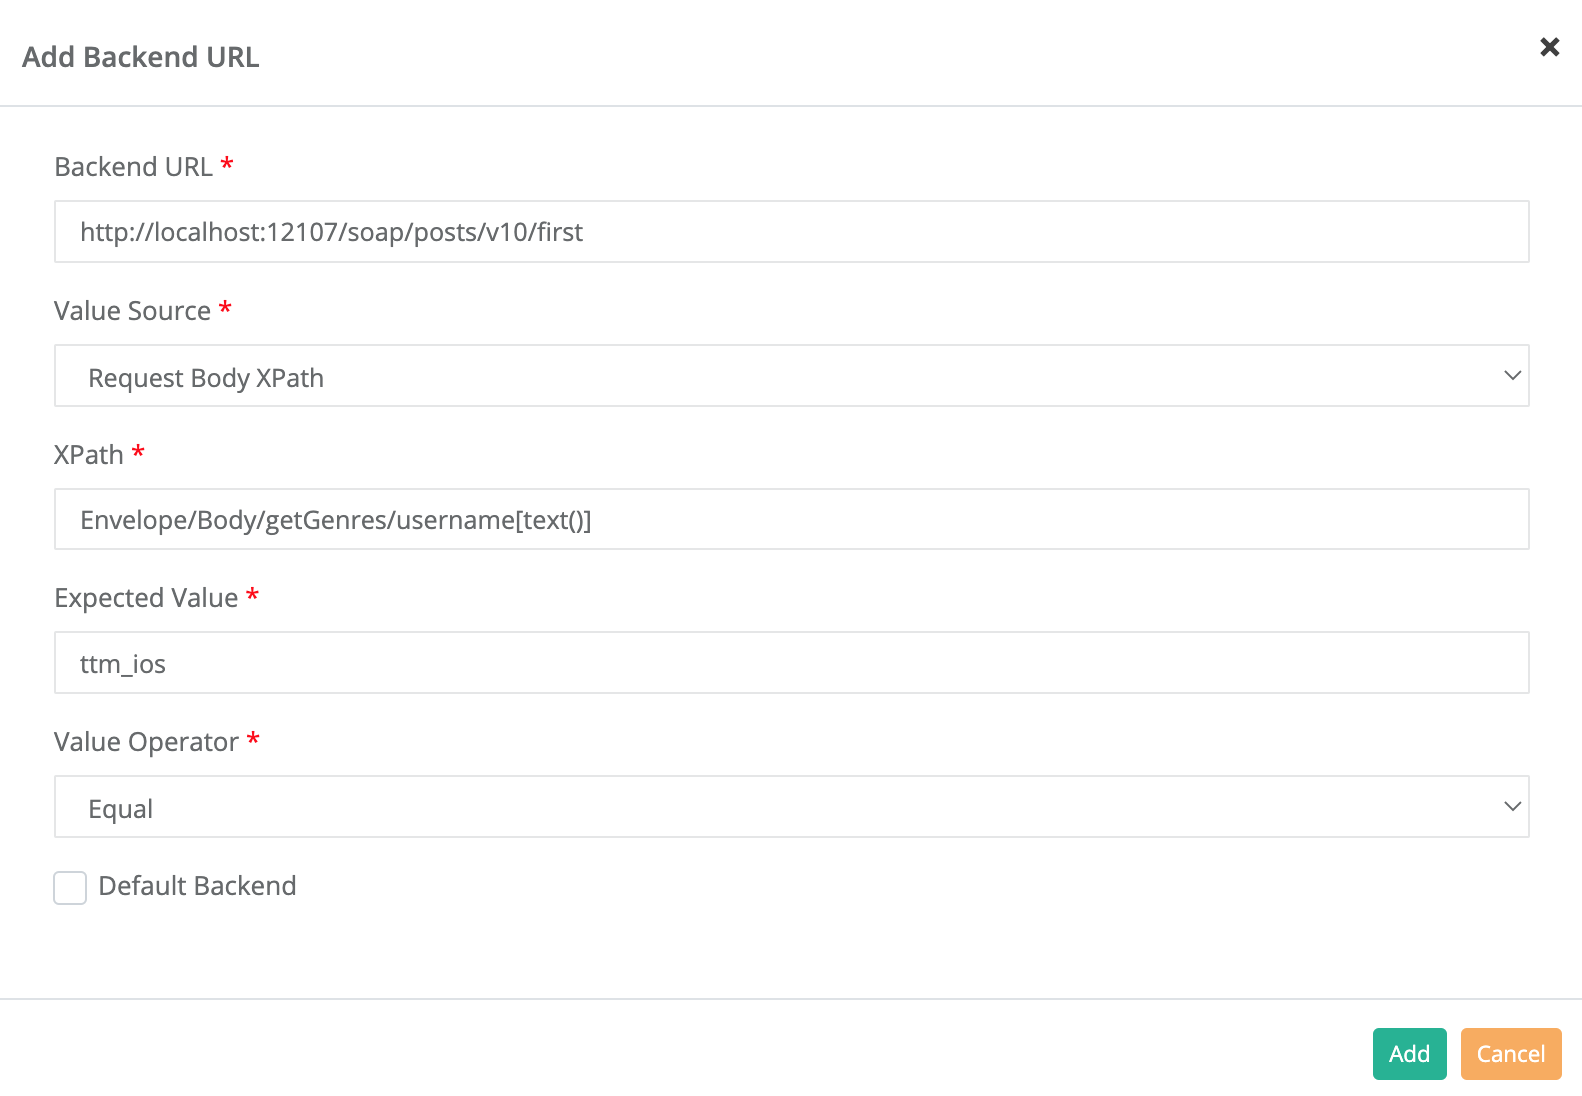 Add Backend URL
Backend URL *
http://localhost:12107/soap/posts/v10/first
Value Source *
Request Body XPath
XPath *
Envelope/Body/getGenres/username[text()]
Expected Value *
ttm_ios
Value Operator *
Equal
Default Backend
Add Cancel